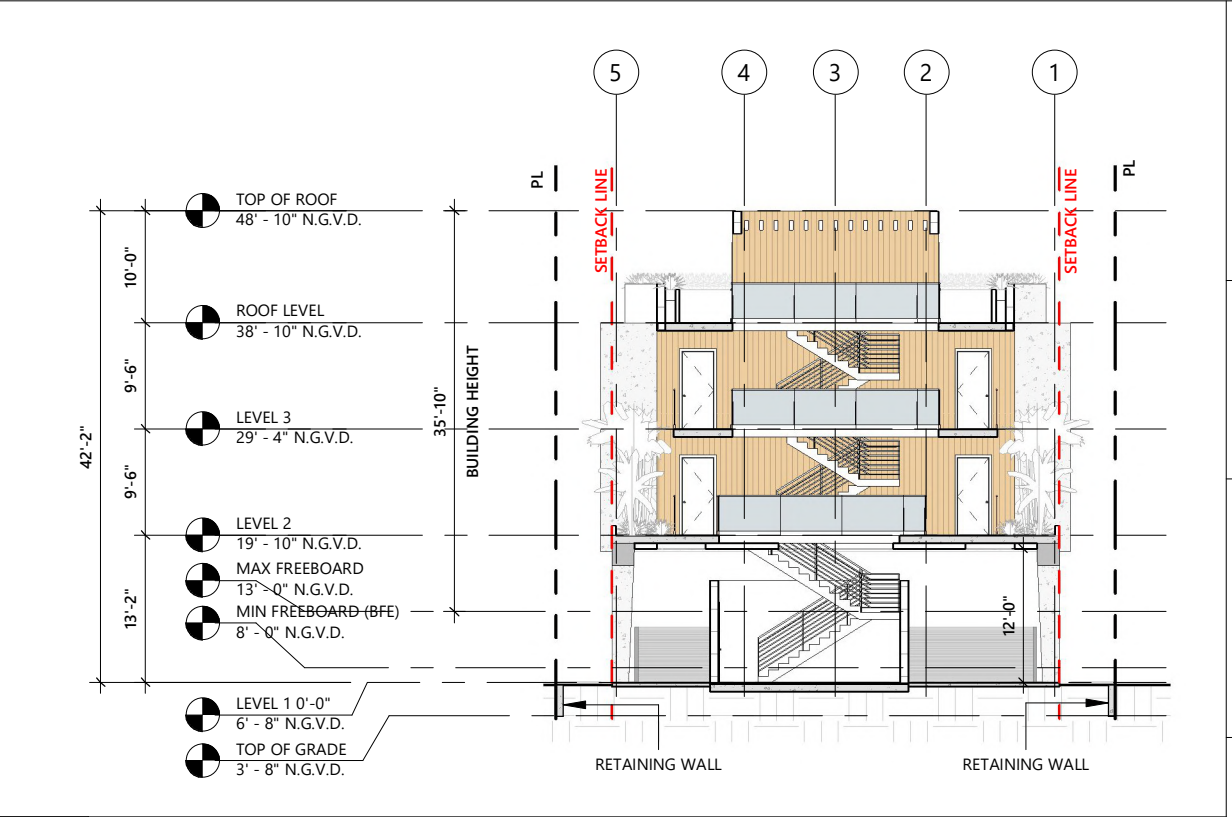 5
4
3
2
1
PL
SETBACK LINE
SETBACK LINE
PL
TOP OF ROOF
48' - 10" N.G.V.D.
10'-0"
ROOF LEVEL
38' - 10" N.G.V.D.
9'-6"
LEVEL 3
29' - 4" N.G.V.D.
42'-2"
35'-10"
BUILDING HEIGHT
9'-6"
LEVEL 2
19' - 10" N.G.V.D.
MAX FREEBOARD
13' - 0" N.G.V.D.
13'-2"
MIN FREEBOARD (BFE)
8' - 0" N.G.V.D.
12'-0"
LEVEL 1 0'-0"
6' - 8" N.G.V.D.
TOP OF GRADE
3' - 8" N.G.V.D.
RETAINING WALL
RETAINING WALL